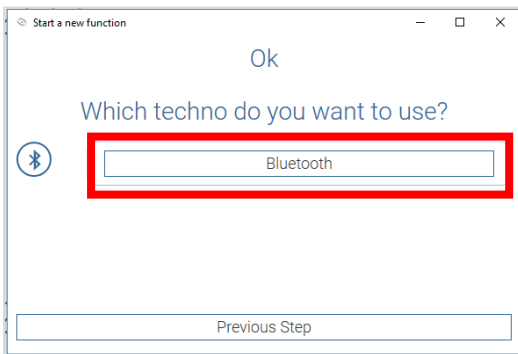 Start a new function
Ok
Which techno do you want to use?
Bluetooth
Previous Step